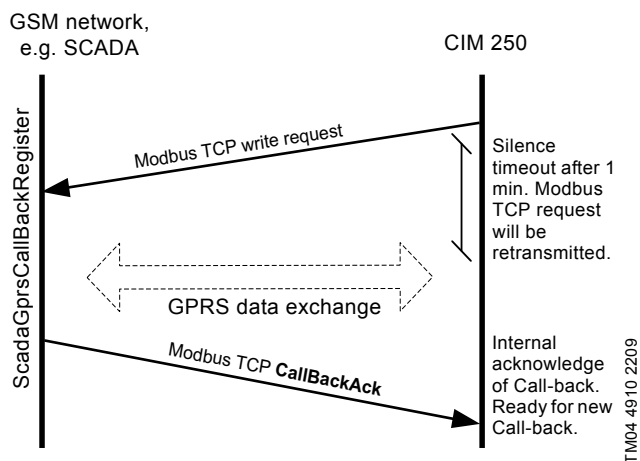 GSM network,
e.g. SCADA
CIM 250
ScadaGprsCallBackRegister
Modbus TCP write request
Silence
timeout after 1
min. Modbus
TCP request
will be
retransmitted.
GPRS data exchange
Modbus TCP CallBackAck
Internal
acknowledge
of Call-back.
Ready for new
Call-back.
TM04 4910 2209